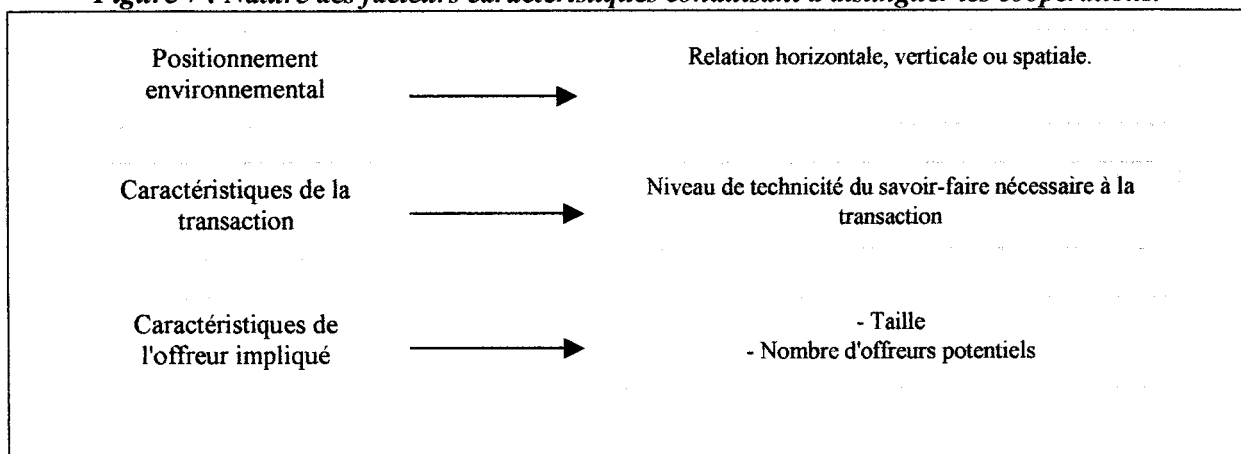 Positionnement
environnemental
Relation horizontale, verticale ou spatiale.
Caractéristiques de la
transaction
Niveau de technicité du savoir-faire nécessaire à la
transaction
Caractéristiques de
l'offreur impliqué
- Taille
- Nombre d'offreurs potentiels